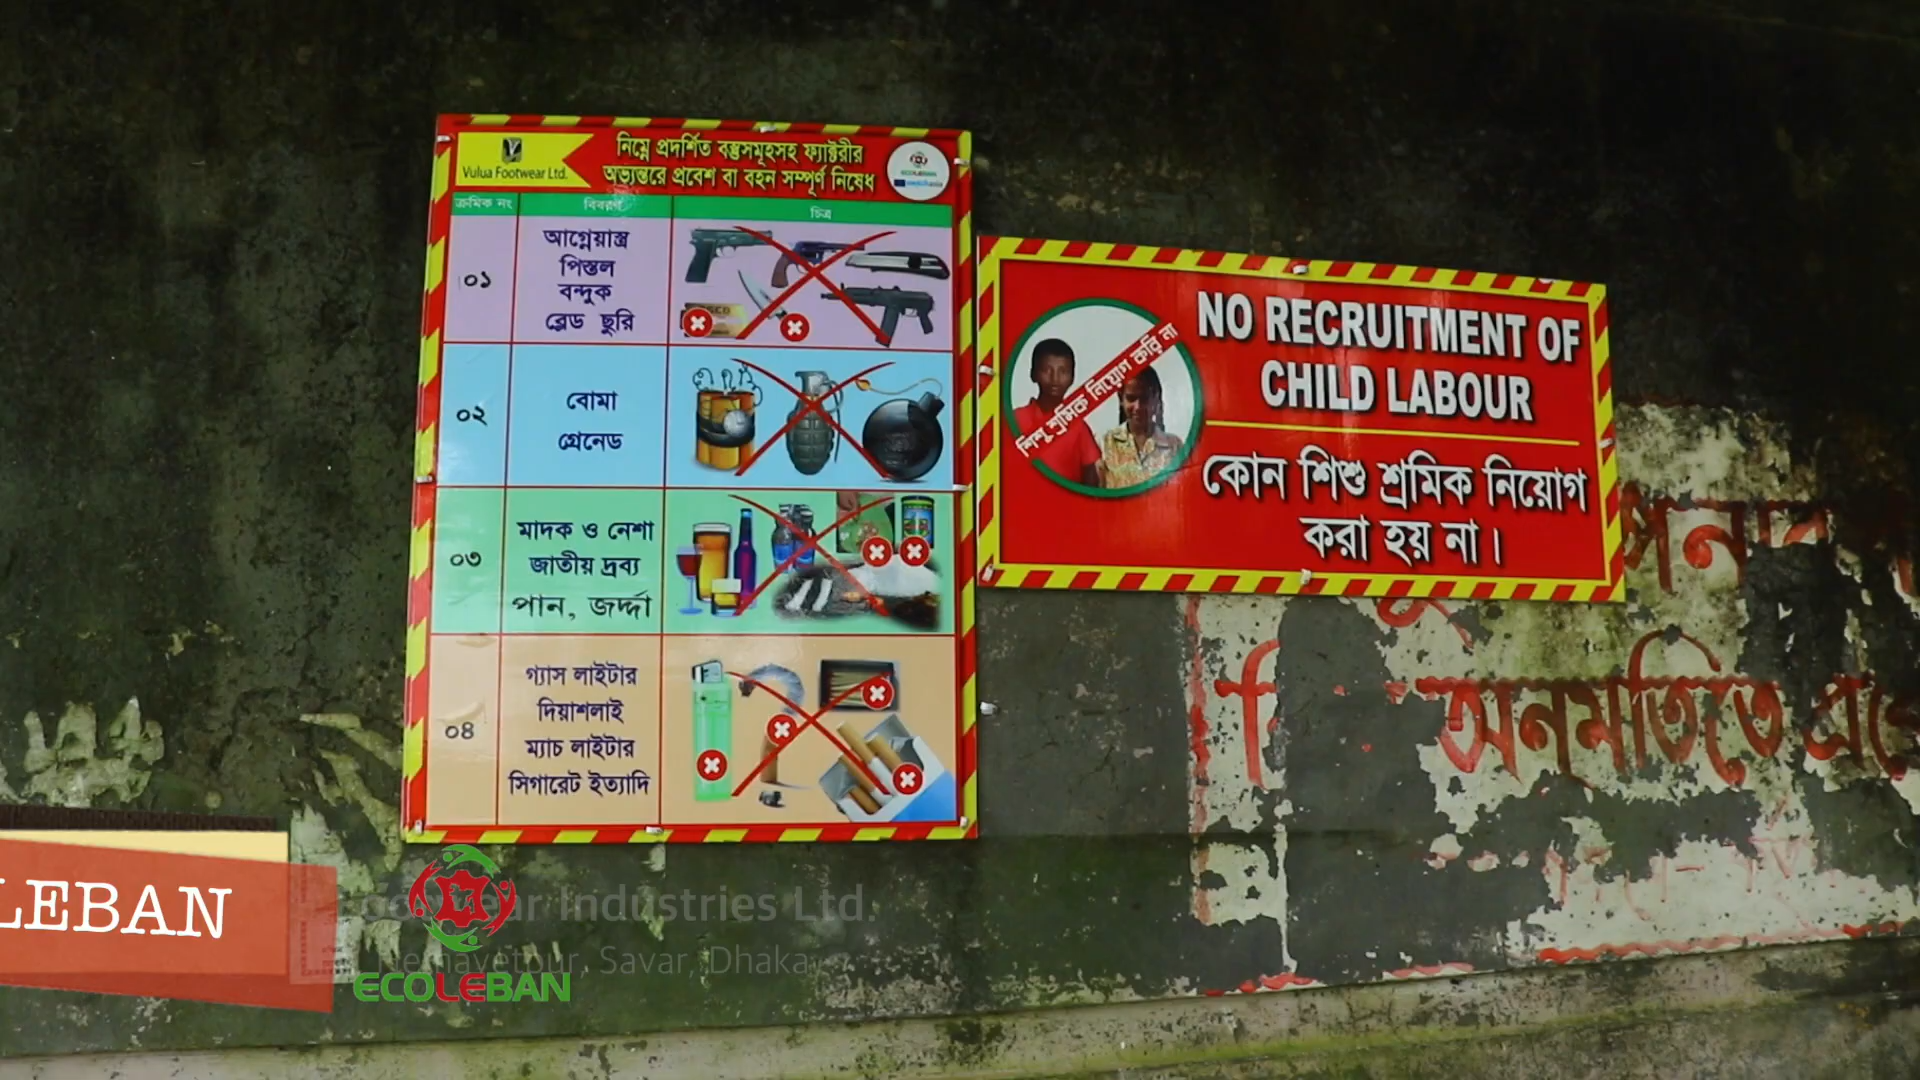 Vulua Footwear Ltd.
নিম্নে প্রদর্শিত বস্তুসমূহসহ ফ্যাক্টরীর
অভ্যন্তরে প্রবেশ বা বহন সম্পূর্ণ নিষেধ
ECOLEBAN
ক্রমিক নং বিবরণ চিত্র
০১
আগ্নেয়াস্ত্র
পিস্তল
বন্দুক
ব্লেড ছুরি
০২
বোমা
গ্রেনেড
০৩
মাদক ও নেশা
জাতীয় দ্রব্য
পান, জর্দ্দা
০৪
গ্যাস লাইটার
দিয়াশলাই
ম্যাচ লাইটার
সিগারেট ইত্যাদি
শিশু শ্রমিক নিয়োগ করি না
NO RECRUITMENT OF
CHILD LABOUR
কোন শিশু শ্রমিক নিয়োগ
করা হয় না।
অনুমতিতে
LEBAN
Industries Ltd.
Savar, Dhaka
ECOLEBAN